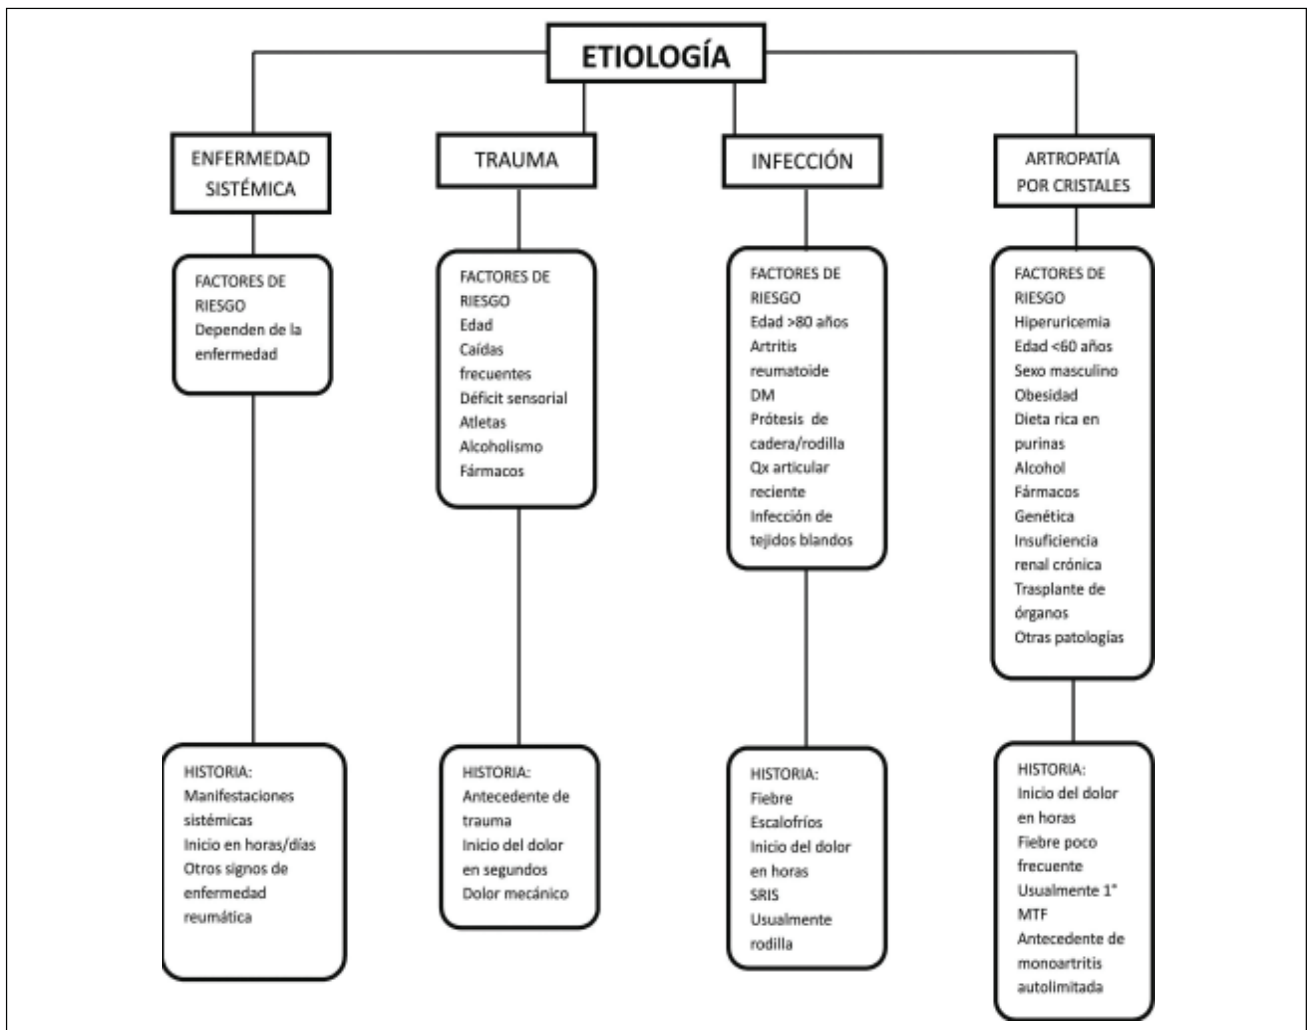 ETIOLOGÍA
ENFERMEDAD
SISTÉMICA
FACTORES DE
RIESGO
Dependen de la
enfermedad
HISTORIA:
Manifestaciones
sistémicas
Inicio en horas/días
Otros signos de
enfermedad
reumática
TRAUMA
FACTORES DE
RIESGO
Edad
Caídas
frecuentes
Déficit sensorial
Atletas
Alcoholismo
Fármacos
HISTORIA:
Antecedente de
trauma
Inicio del dolor
en segundos
Dolor mecánico
INFECCIÓN
FACTORES DE
RIESGO
Edad >80 años
Artritis
reumatoide
DM
Prótesis de
cadera/rodilla
Qx articular
reciente
Infección de
tejidos blandos
HISTORIA:
Fiebre
Escalofríos
Inicio del dolor
en horas
SRIS
Usualmente
rodilla
ARTROPATÍA
POR CRISTALES
FACTORES DE
RIESGO
Hiperuricemia
Edad <60 años
Sexo masculino
Obesidad
Dieta rica en
purinas
Alcohol
Fármacos
Genética
Insuficiencia
renal crónica
Trasplante de
órganos
Otras patologías
HISTORIA:
Inicio del dolor
en horas
Fiebre poco
frecuente
Usualmente 1°
MTF
Antecedente de
monoartritis
autolimitada